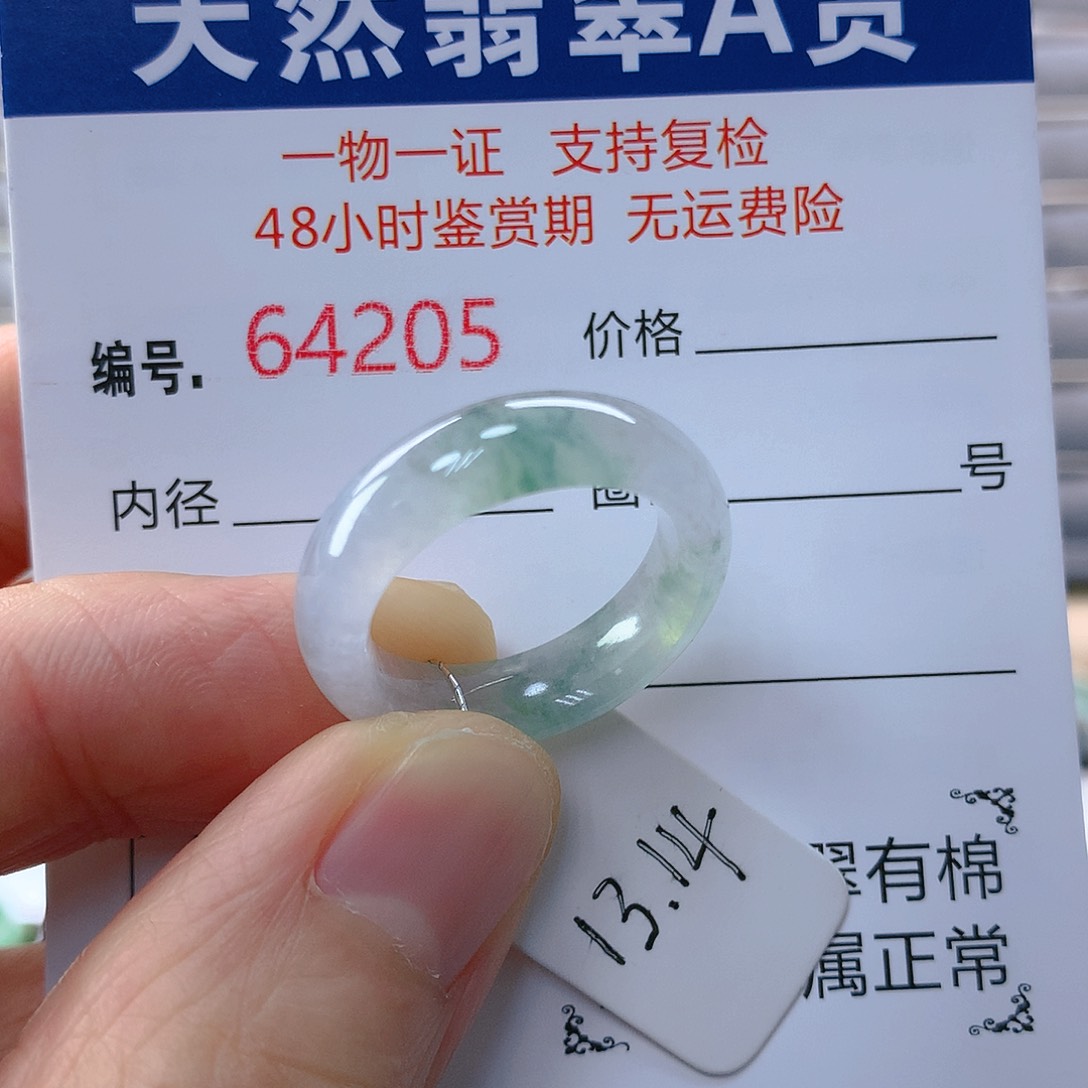 天然翡翠A货
一物一证 支持复检
48小时鉴赏期 无运费险
编号. 64205 价格
内径 圈 号
13.14
翠有棉
属正常